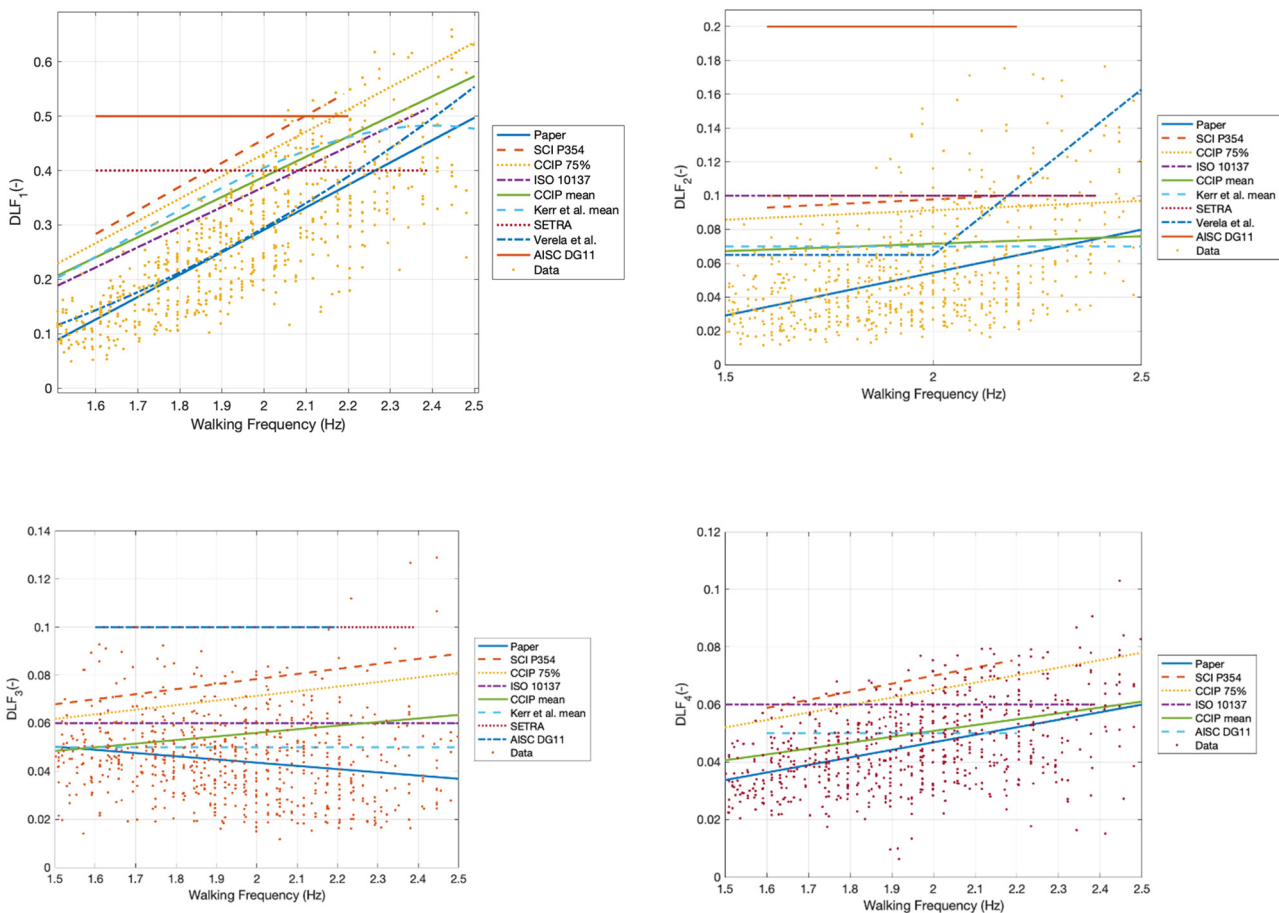 DLF1(-)
0.6
0.5
0.4
0.3
0.2
0.1
0
1.6 1.7 1.8 1.9 2 2.1 2.2 2.3 2.4 2.5
Walking Frequency (Hz)
Paper
SCI P354
CCIP 75%
ISO 10137
CCIP mean
Kerr et al. mean
SETRA
Verela et al.
AISC DG11
Data
DLF2(-)
0.2
0.18
0.16
0.14
0.12
0.1
0.08
0.06
0.04
0.02
0
1.5 2 2.5
Walking Frequency (Hz)
Paper
SCI P354
CCIP 75%
ISO 10137
CCIP mean
Kerr et al. mean
SETRA
Verela et al.
AISC DG11
Data
DLF3(-)
0.14
0.12
0.1
0.08
0.06
0.04
0.02
0
1.5 1.6 1.7 1.8 1.9 2 2.1 2.2 2.3 2.4 2.5
Walking Frequency (Hz)
Paper
SCI P354
CCIP 75%
ISO 10137
CCIP mean
Kerr et al. mean
SETRA
AISC DG11
Data
DLF4(-)
0.12
0.1
0.08
0.06
0.04
0.02
0
1.5 1.6 1.7 1.8 1.9 2 2.1 2.2 2.3 2.4 2.5
Walking Frequency (Hz)
Paper
SCI P354
CCIP 75%
ISO 10137
CCIP mean
AISC DG11
Data